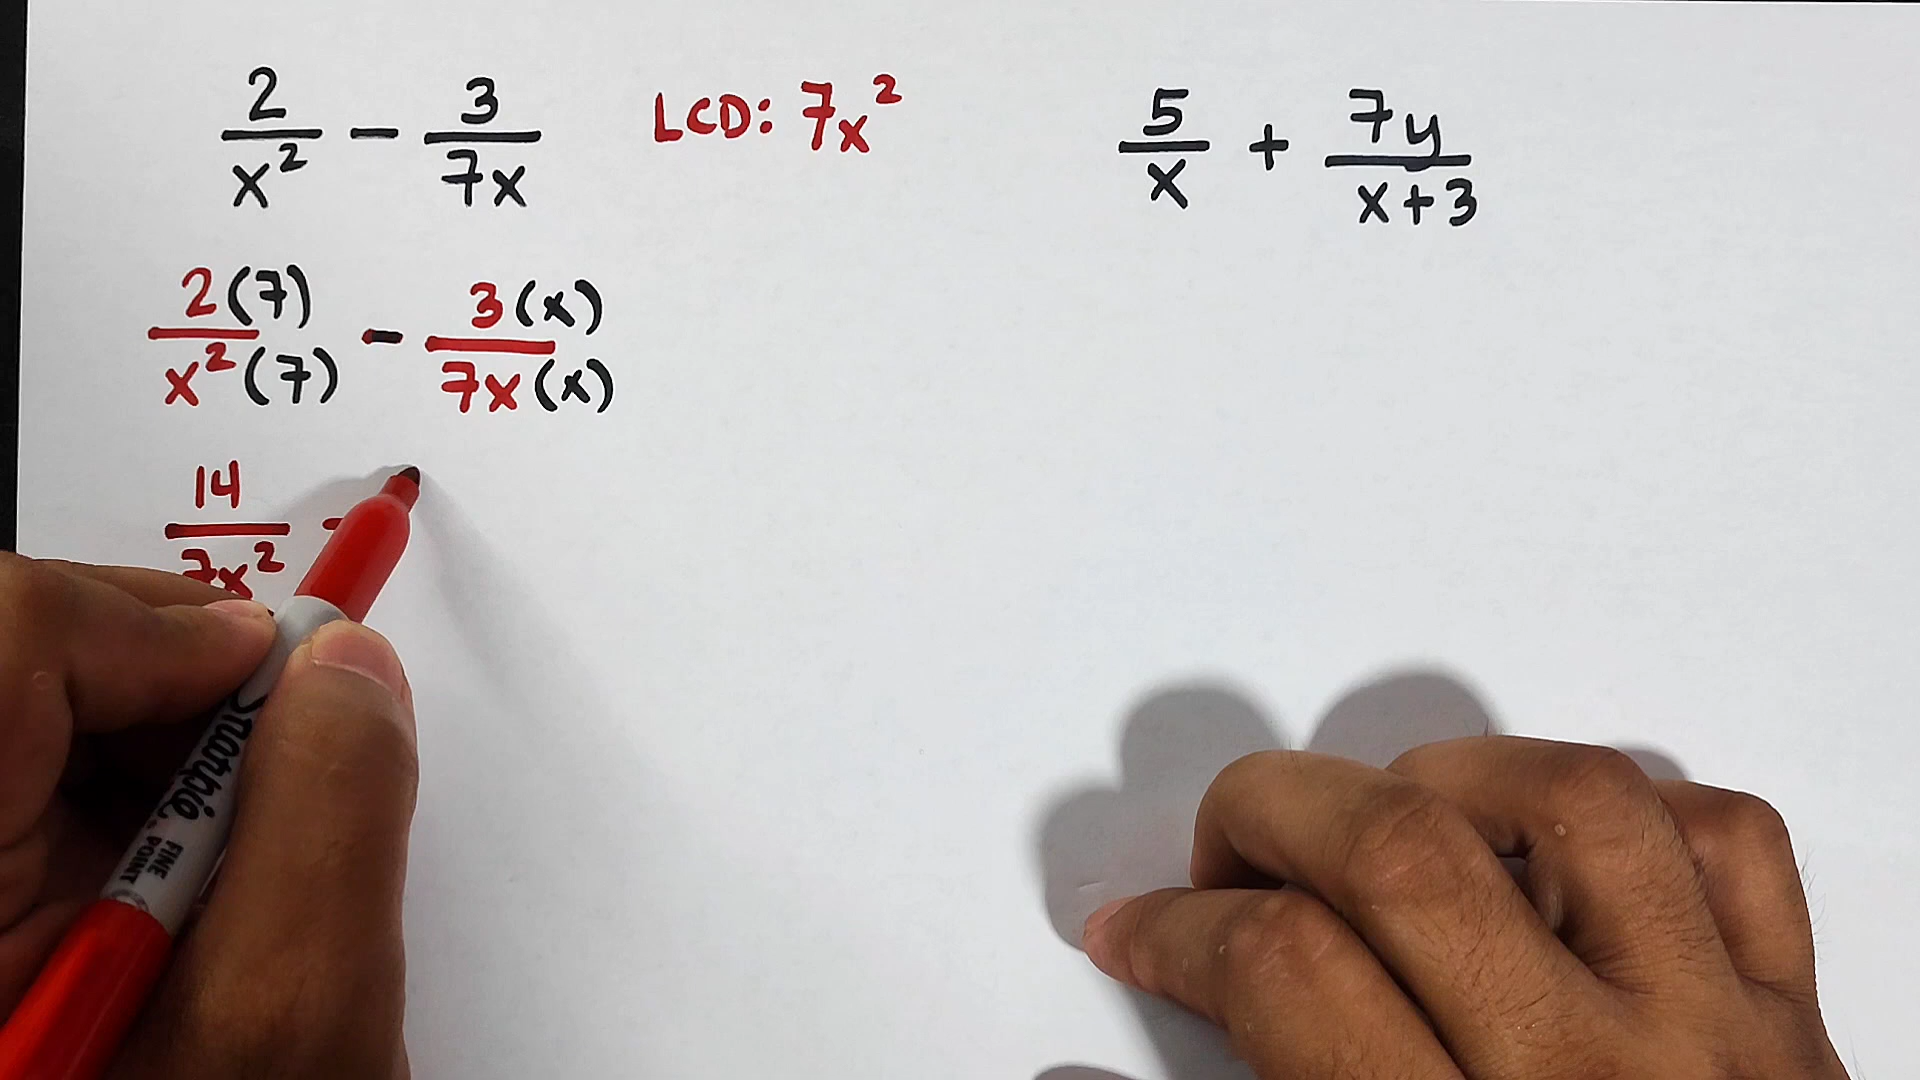 2/x² - 3/7x
LCD: 7x²
2(7)/x²(7) - 3(x)/7x(x)
14/7x² -
5/x + 7y/x+3
Sharpie
FINE
POINT